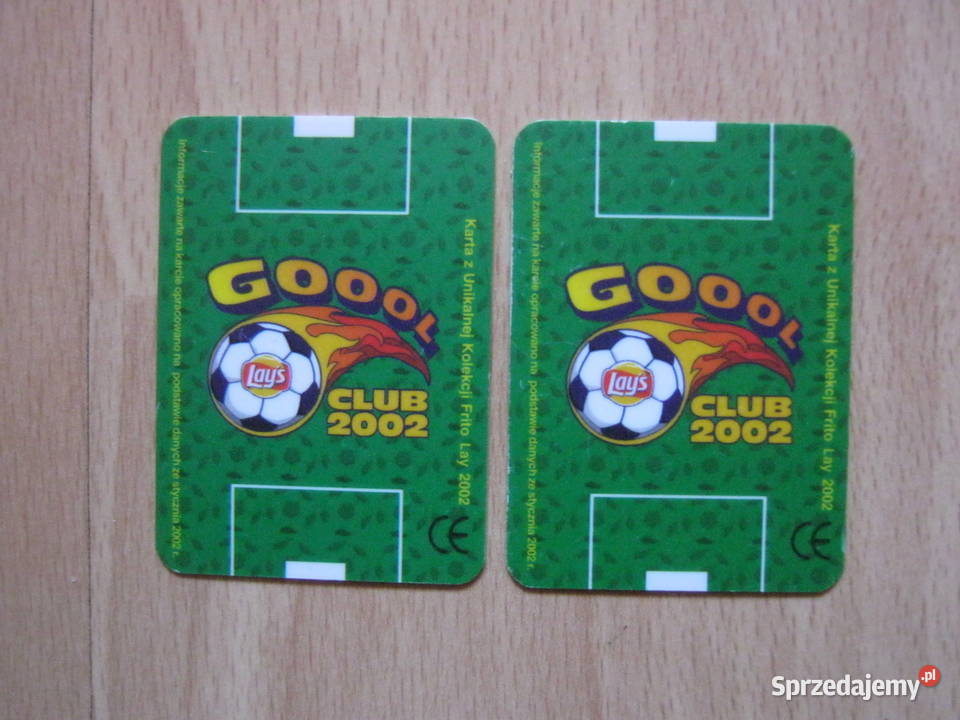 Informacje zawarte na karcie opracowano na podstawie danych ze stycznia 2002 r.
GOOOL
Lay's
CLUB
2002
Karta z Unikalnej Kolekcji Frito Lay 2002
CE
Informacje zawarte na karcie opracowano na podstawie danych ze stycznia 2002 r.
GOOOL
Lay's
CLUB
2002
Karta z Unikalnej Kolekcji Frito Lay 2002
CE
Sprzedajemy.pl